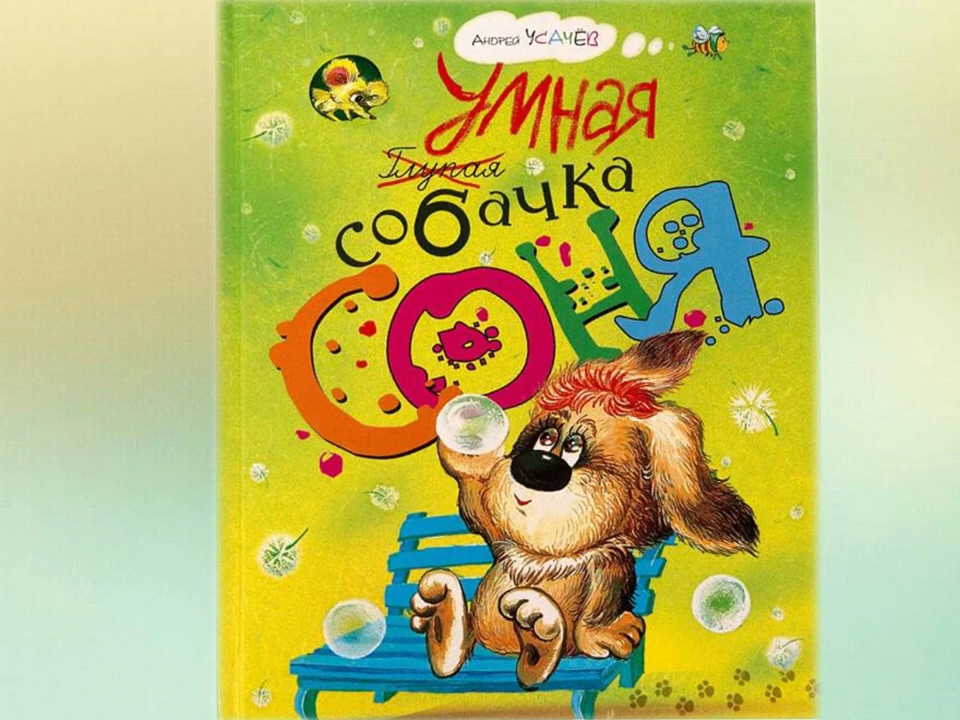 Андрей УСАЧЁВ
Умная
Глупая
собачка
СОНЯ